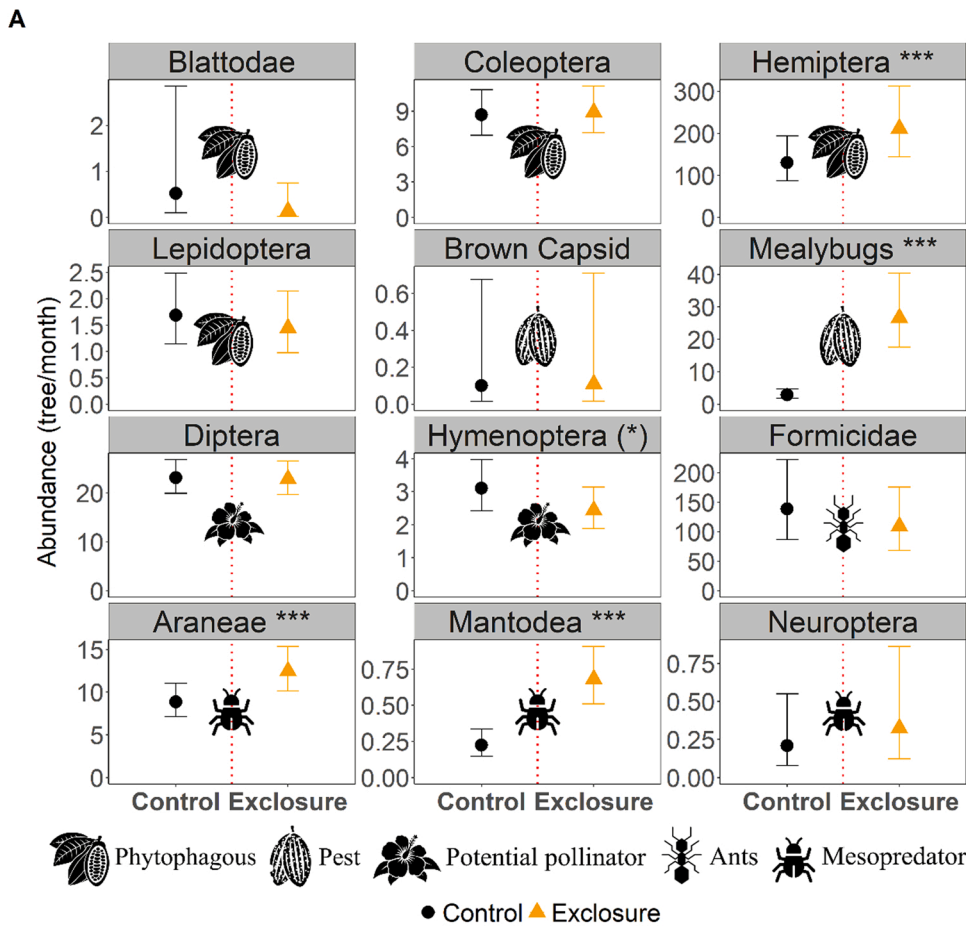 A
Blattodae
Coleoptera
Hemiptera ***
2
1
0
9
6
3
0
300
200
100
0
Lepidoptera
Brown Capsid
Mealybugs ***
2.5
2.0
1.5
1.0
0.5
0.0
0.6
0.4
0.2
0.0
40
30
20
10
0
Abundance (tree/month)
Diptera
Hymenoptera (*)
Formicidae
20
10
0
4
3
2
1
0
200
150
100
50
0
Araneae ***
Mantodea ***
Neuroptera
15
10
5
0
0.75
0.50
0.25
0.00
0.75
0.50
0.25
0.00
Control Exclosure
Control Exclosure
Control Exclosure
Phytophagous
Pest
Potential pollinator
Ants
Mesopredator
Control
Exclosure